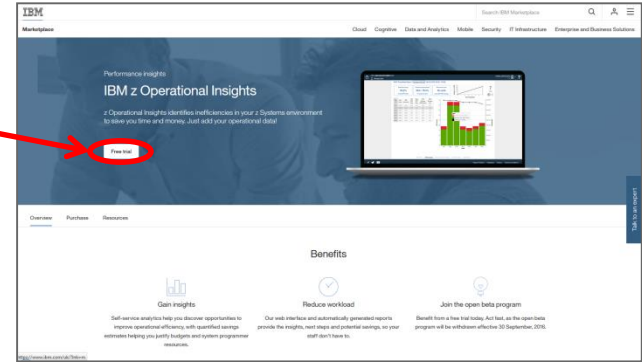 IBM
Search IBM Marketplace
Marketplace
Cloud Cognitive Data and Analytics Mobile Security IT Infrastructure Enterprise and Business Solutions
Performance insights
IBM z Operational Insights
z Operational Insights identifies inefficiencies in your z Systems environment
to save you time and money. Just add your operational data!
Free trial
Talk to an expert
Overview Purchase Resources
Benefits
Gain insights
Self-service analytics help you discover opportunities to
improve operational efficiency, with quantified savings
estimates helping you justify budgets and system programmer
resources.
Reduce workload
Our web interface and automatically generated reports
provide the insights, next steps and potential savings, so your
staff don't have to.
Join the open beta program
Benefit from a free trial today. Act fast, as the open beta
program will be withdrawn effective 30 September, 2016.